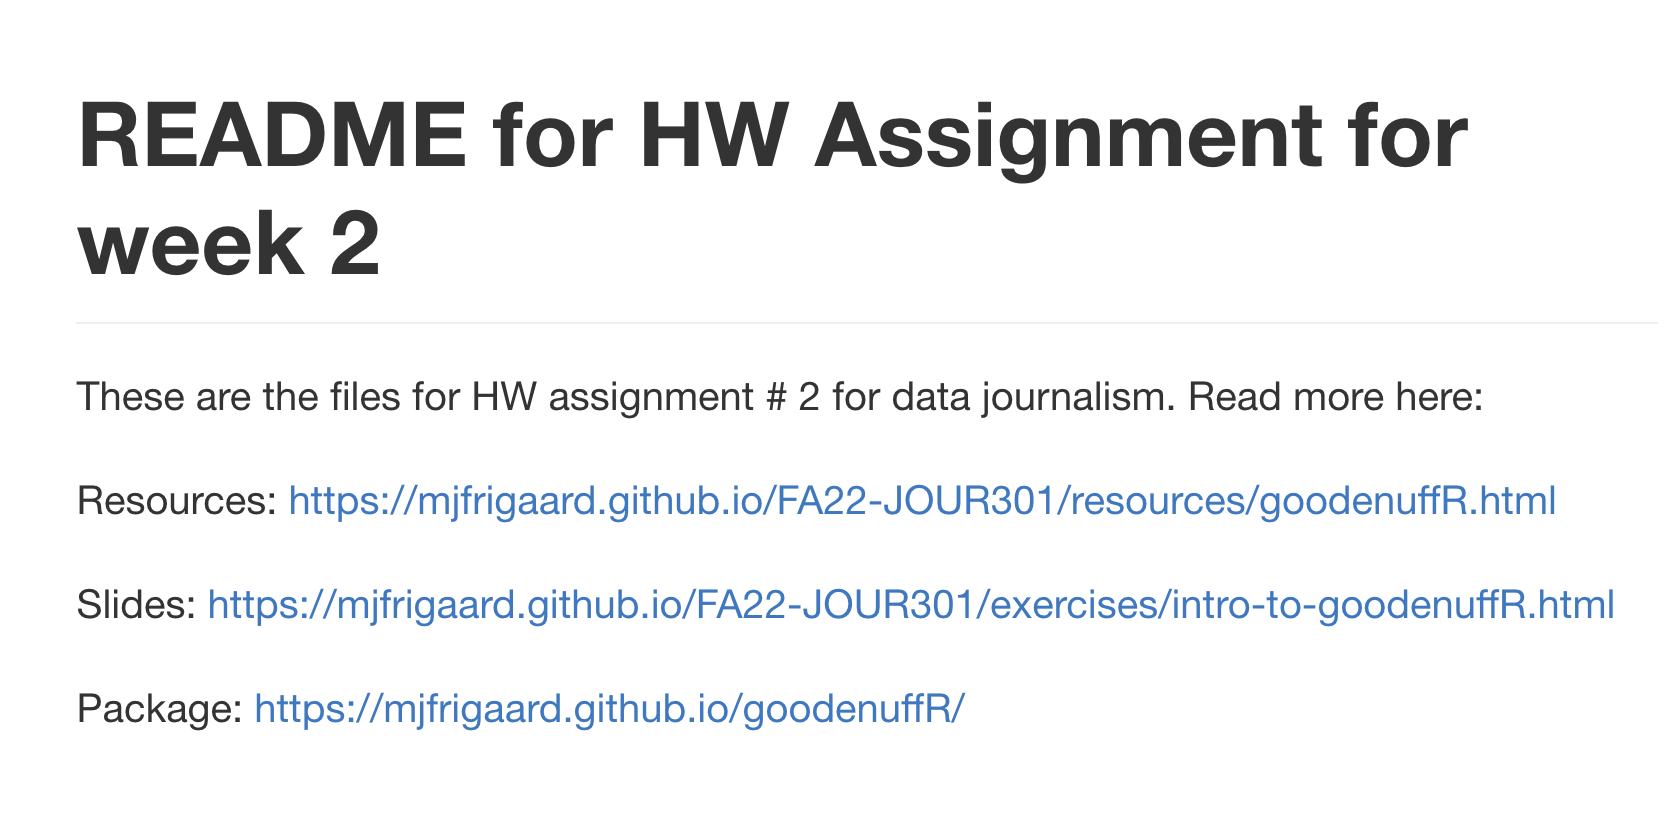 README for HW Assignment for
week 2
These are the files for HW assignment # 2 for data journalism. Read more here:
Resources: https://mjfrigaard.github.io/FA22-JOUR301/resources/goodenuffR.html
Slides: https://mjfrigaard.github.io/FA22-JOUR301/exercises/intro-to-goodenuffR.html
Package: https://mjfrigaard.github.io/goodenuffR/